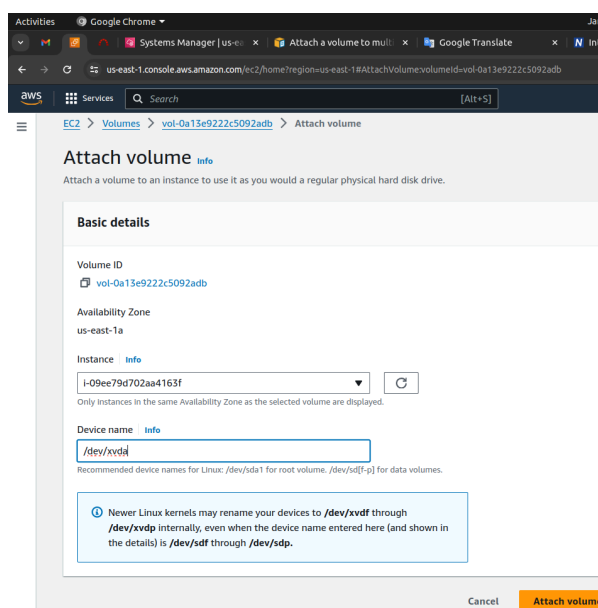 Activities Google Chrome Ja
Systems Manager | us-ea × Attach a volume to mult × Google Translate × N In
us-east-1.console.aws.amazon.com/ec2/home?region=us-east-1#AttachVolume:volumeId=vol-0a13e9222c5092adb
aws Services Search [Alt+S]
EC2 > Volumes > vol-0a13e9222c5092adb > Attach volume
Attach volume Info
Attach a volume to an instance to use it as you would a regular physical hard disk drive.
Basic details
Volume ID
vol-0a13e9222c5092adb
Availability Zone
us-east-1a
Instance Info
i-09ee79d702aa4163f
Only instances in the same Availability Zone as the selected volume are displayed.
Device name Info
/dev/xvda
Recommended device names for Linux: /dev/sda1 for root volume. /dev/sd[f-p] for data volumes.
Newer Linux kernels may rename your devices to /dev/xvdf through
/dev/xvdp internally, even when the device name entered here (and shown in
the details) is /dev/sdf through /dev/sdp.
Cancel Attach volume